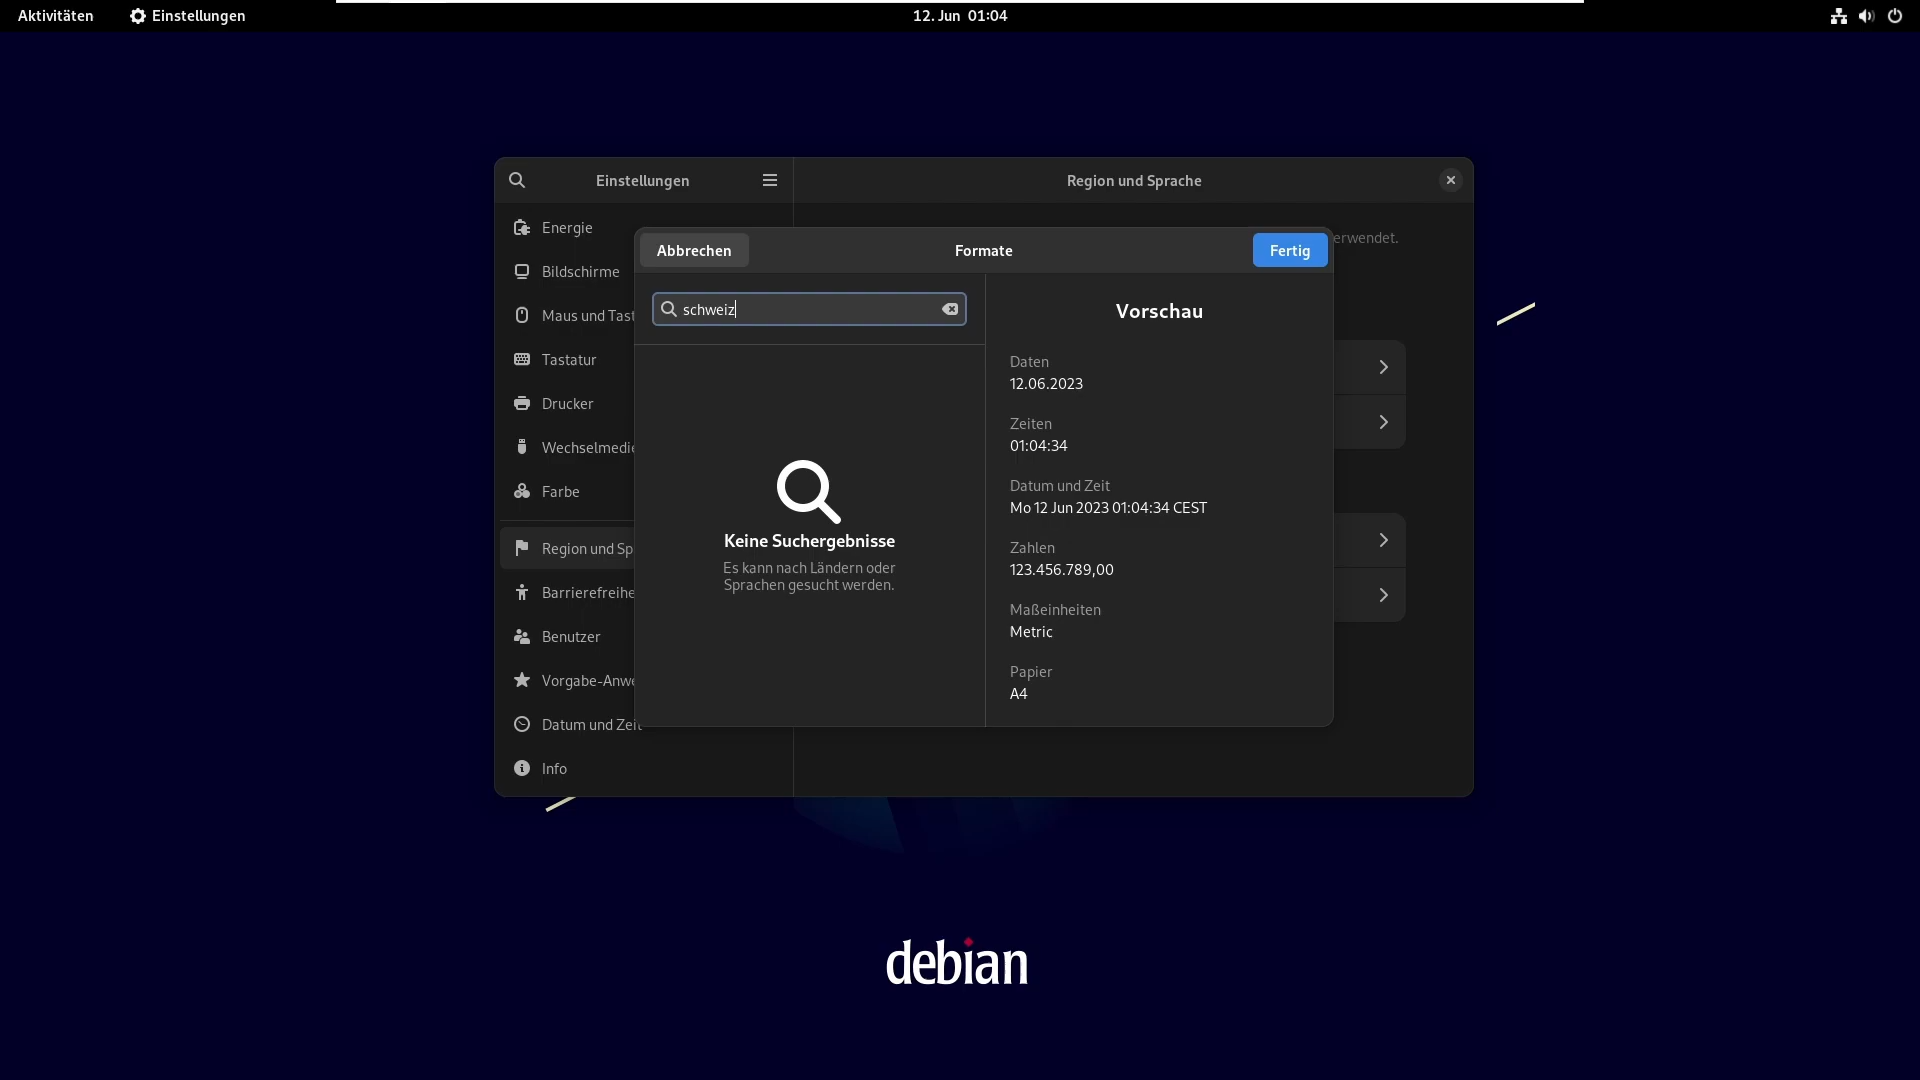 Aktivitäten
Einstellungen
12. Jun 01:04
Einstellungen
Region und Sprache
Energie
Bildschirme
Maus und Tast
Tastatur
Drucker
Wechselmedie
Farbe
Region und Sp
Barrierefreihe
Benutzer
Vorgabe-Anwe
Datum und Zeit
Info
erwendet.
Abbrechen
Formate
Fertig
schweiz
Keine Suchergebnisse
Es kann nach Ländern oder
Sprachen gesucht werden.
Vorschau
Daten
12.06.2023
Zeiten
01:04:34
Datum und Zeit
Mo 12 Jun 2023 01:04:34 CEST
Zahlen
123.456.789,00
Maßeinheiten
Metric
Papier
A4
debian